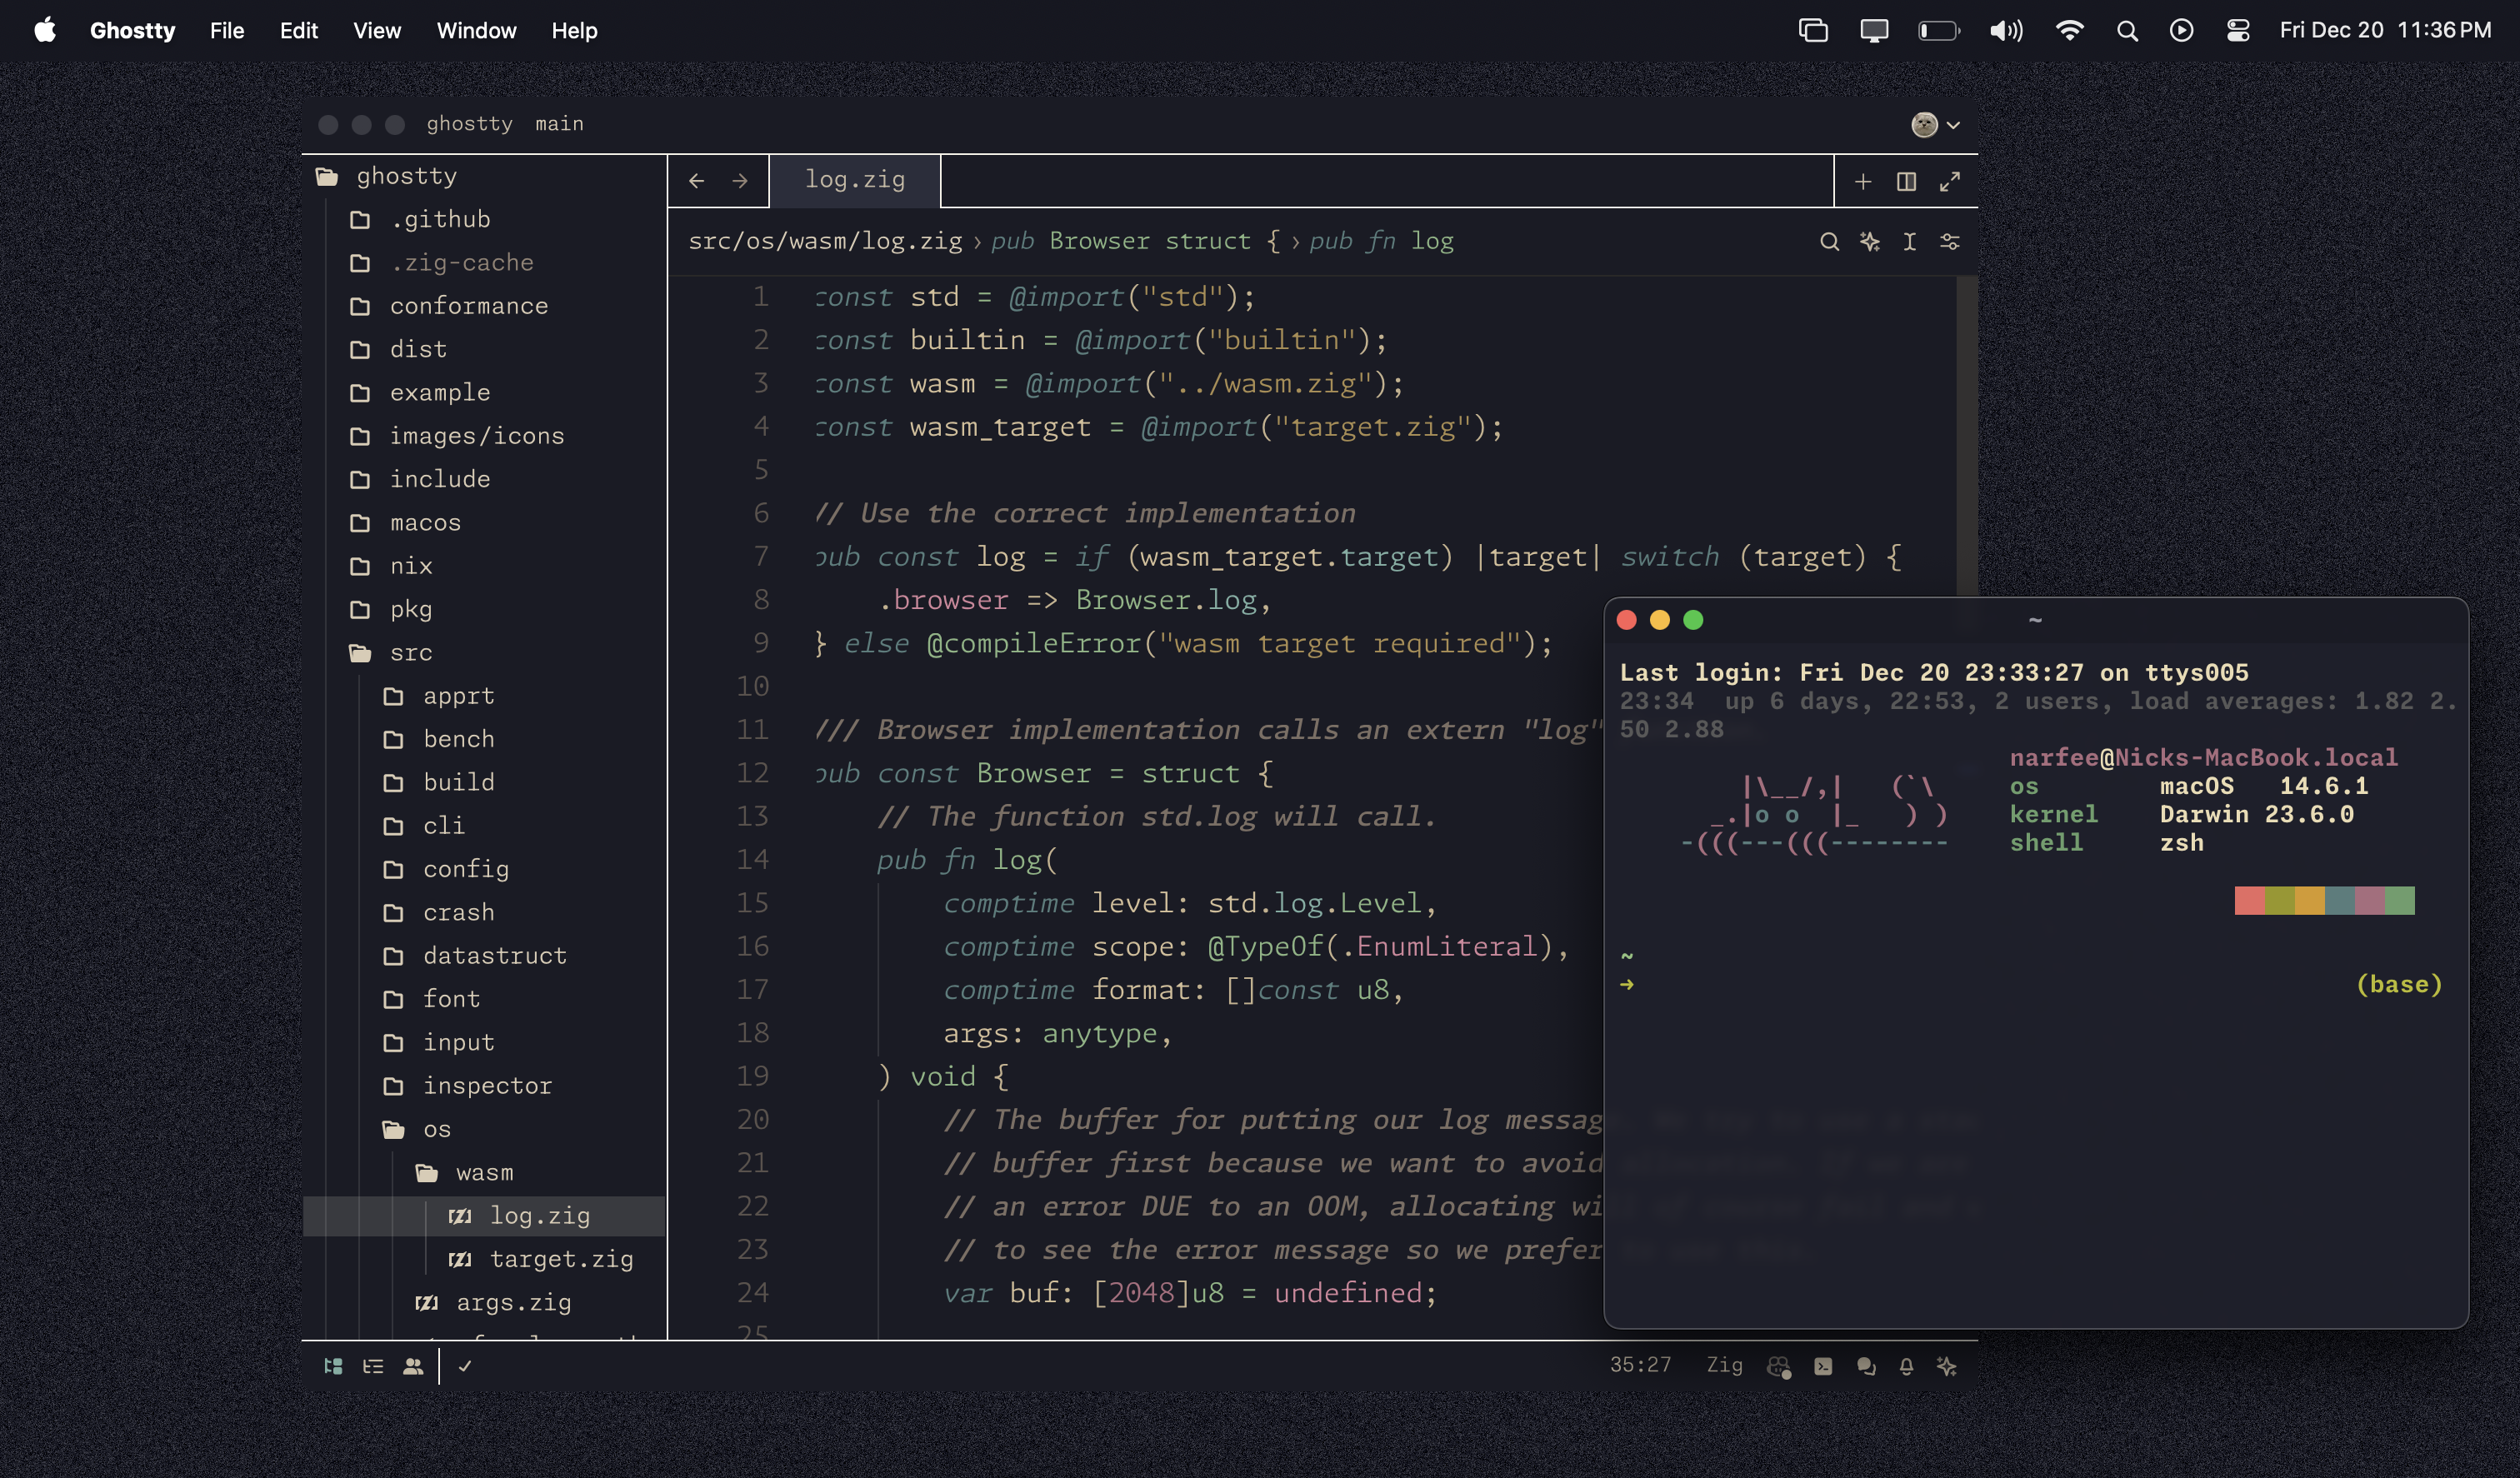 Ghostty File Edit View Window Help Fri Dec 20 11:36 PM
ghostty main
ghostty
.github
.zig-cache
conformance
dist
example
images/icons
include
macos
nix
pkg
src
apprt
bench
build
cli
config
crash
datastruct
font
input
inspector
os
wasm
log.zig
target.zig
args.zig
log.zig
src/os/wasm/log.zig › pub Browser struct { › pub fn log
1 const std = @import("std");
2 const builtin = @import("builtin");
3 const wasm = @import("../wasm.zig");
4 const wasm_target = @import("target.zig");
5
6 // Use the correct implementation
7 pub const log = if (wasm_target.target) |target| switch (target) {
8 .browser => Browser.log,
9 } else @compileError("wasm target required");
10
11 /// Browser implementation calls an extern "log"
12 pub const Browser = struct {
13 // The function std.log will call.
14 pub fn log(
15 comptime level: std.log.Level,
16 comptime scope: @TypeOf(.EnumLiteral),
17 comptime format: []const u8,
18 args: anytype,
19 ) void {
20 // The buffer for putting our log message
21 // buffer first because we want to avoid
22 // an error DUE to an OOM, allocating wi
23 // to see the error message so we prefer
24 var buf: [2048]u8 = undefined;
25
35:27 Zig
~
Last login: Fri Dec 20 23:33:27 on ttys005
23:34  up 6 days, 22:53, 2 users, load averages: 1.82 2.
50 2.88
narfee@Nicks-MacBook.local
|\__/,|   (`\ os macOS 14.6.1
_.|o o  |_   ) ) kernel Darwin 23.6.0
-(((---(((-------- shell zsh
~
➜ (base)